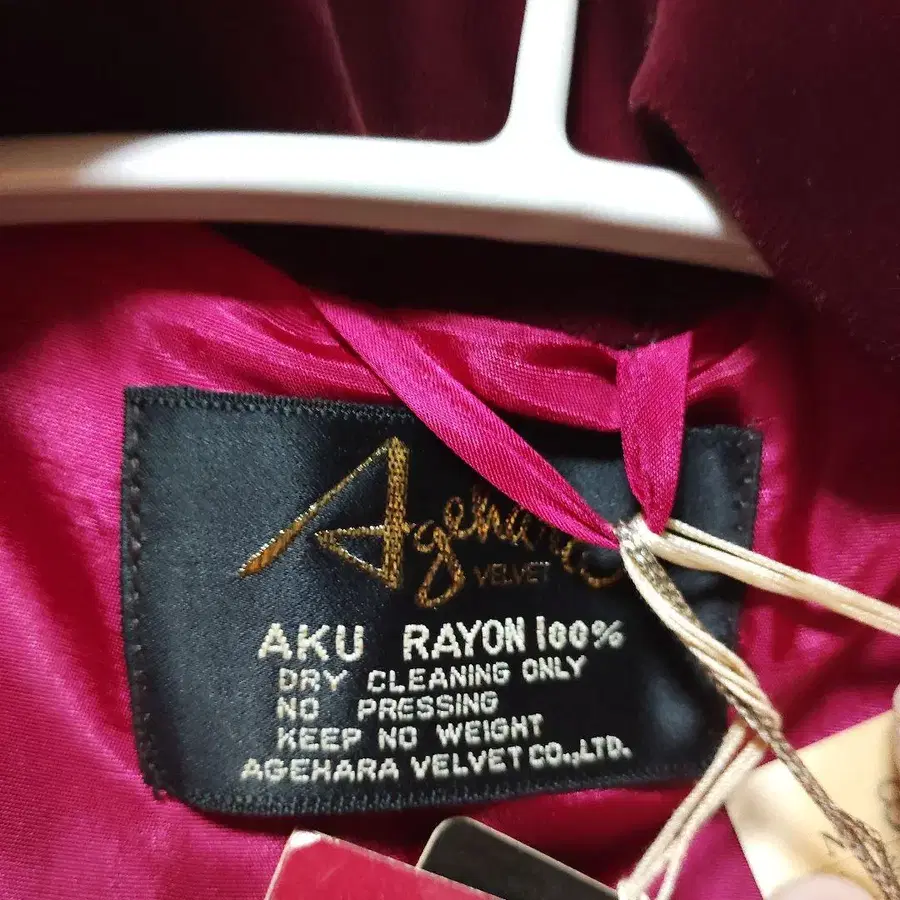 Agehara
VELVET
AKU RAYON 100%
DRY CLEANING ONLY
NO PRESSING
KEEP NO WEIGHT
AGEHARA VELVET CO.,LTD.